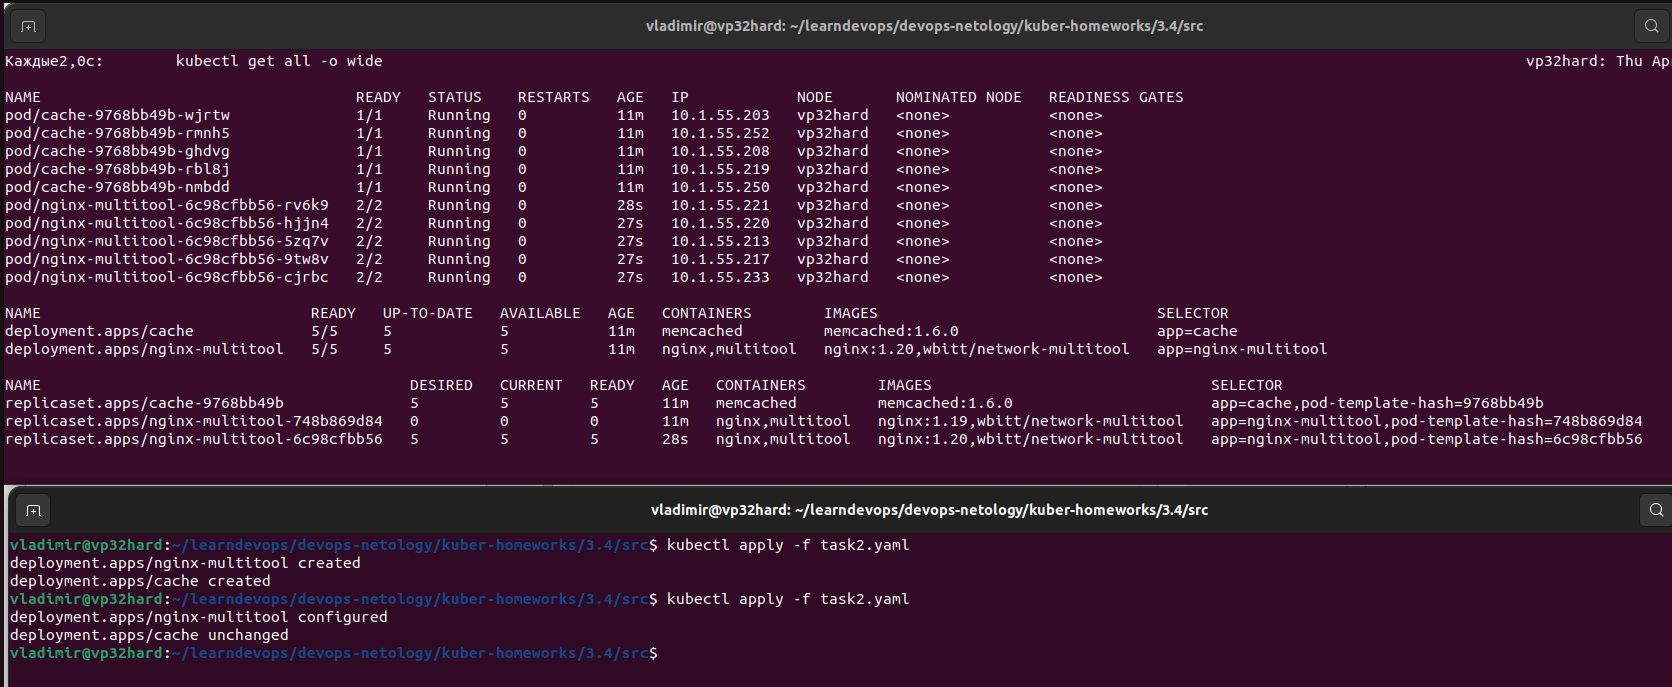 vladimir@vp32hard: ~/learndevops/devops-netology/kuber-homeworks/3.4/src
Каждые2,0с: kubectl get all -o wide vp32hard: Thu Ap
NAME READY STATUS RESTARTS AGE IP NODE NOMINATED NODE READINESS GATES
pod/cache-9768bb49b-wjrtw 1/1 Running 0 11m 10.1.55.203 vp32hard <none> <none>
pod/cache-9768bb49b-rmnh5 1/1 Running 0 11m 10.1.55.252 vp32hard <none> <none>
pod/cache-9768bb49b-ghdvg 1/1 Running 0 11m 10.1.55.208 vp32hard <none> <none>
pod/cache-9768bb49b-rbl8j 1/1 Running 0 11m 10.1.55.219 vp32hard <none> <none>
pod/cache-9768bb49b-nmbdd 1/1 Running 0 11m 10.1.55.250 vp32hard <none> <none>
pod/nginx-multitool-6c98cfbb56-rv6k9 2/2 Running 0 28s 10.1.55.221 vp32hard <none> <none>
pod/nginx-multitool-6c98cfbb56-hjjn4 2/2 Running 0 27s 10.1.55.220 vp32hard <none> <none>
pod/nginx-multitool-6c98cfbb56-5zq7v 2/2 Running 0 27s 10.1.55.213 vp32hard <none> <none>
pod/nginx-multitool-6c98cfbb56-9tw8v 2/2 Running 0 27s 10.1.55.217 vp32hard <none> <none>
pod/nginx-multitool-6c98cfbb56-cjrbc 2/2 Running 0 27s 10.1.55.233 vp32hard <none> <none>
NAME READY UP-TO-DATE AVAILABLE AGE CONTAINERS IMAGES SELECTOR
deployment.apps/cache 5/5 5 5 11m memcached memcached:1.6.0 app=cache
deployment.apps/nginx-multitool 5/5 5 5 11m nginx,multitool nginx:1.20,wbitt/network-multitool app=nginx-multitool
NAME DESIRED CURRENT READY AGE CONTAINERS IMAGES SELECTOR
replicaset.apps/cache-9768bb49b 5 5 5 11m memcached memcached:1.6.0 app=cache,pod-template-hash=9768bb49b
replicaset.apps/nginx-multitool-748b869d84 0 0 0 11m nginx,multitool nginx:1.19,wbitt/network-multitool app=nginx-multitool,pod-template-hash=748b869d84
replicaset.apps/nginx-multitool-6c98cfbb56 5 5 5 28s nginx,multitool nginx:1.20,wbitt/network-multitool app=nginx-multitool,pod-template-hash=6c98cfbb56
vladimir@vp32hard: ~/learndevops/devops-netology/kuber-homeworks/3.4/src
vladimir@vp32hard:~/learndevops/devops-netology/kuber-homeworks/3.4/src$ kubectl apply -f task2.yaml
deployment.apps/nginx-multitool created
deployment.apps/cache created
vladimir@vp32hard:~/learndevops/devops-netology/kuber-homeworks/3.4/src$ kubectl apply -f task2.yaml
deployment.apps/nginx-multitool configured
deployment.apps/cache unchanged
vladimir@vp32hard:~/learndevops/devops-netology/kuber-homeworks/3.4/src$